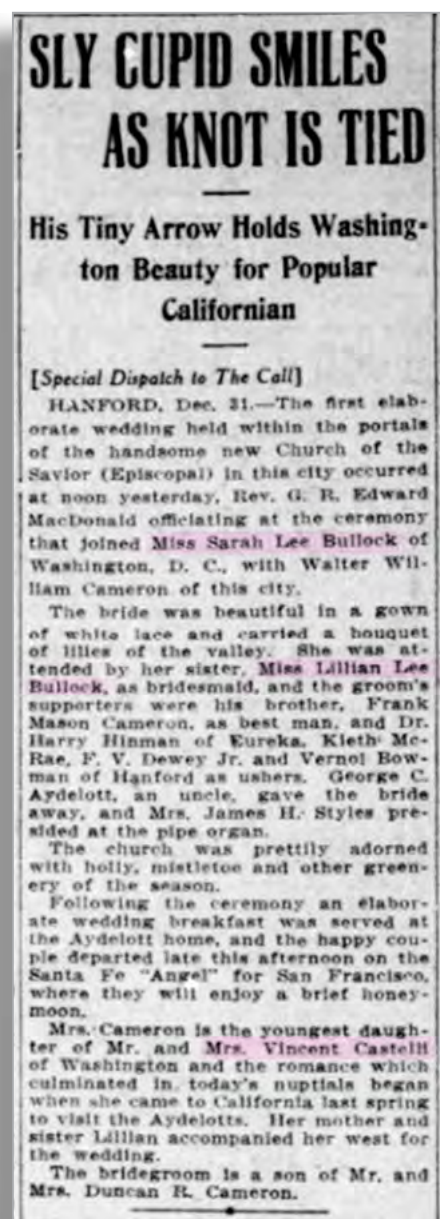 SLY CUPID SMILES
AS KNOT IS TIED
His Tiny Arrow Holds Washing-
ton Beauty for Popular
Californian
[Special Dispatch to The Call]
HANFORD, Dec. 31.—The first elab-
orate wedding held within the portals
of the handsome new Church of the
Savior (Episcopal) in this city occurred
at noon yesterday, Rev. G. R. Edward
MacDonald officiating at the ceremony
that joined Miss Sarah Lee Bullock of
Washington, D. C., with Walter Wil-
liam Cameron of this city.
The bride was beautiful in a gown
of white lace and carried a bouquet
of lilies of the valley. She was at-
tended by her sister, Miss Lillian Lee
Bullock, as bridesmaid, and the groom's
supporters were his brother, Frank
Mason Cameron, as best man, and Dr.
Harry Hinman of Eureka, Kieth Mc-
Rae, F. V. Dewey Jr. and Vernol Bow-
man of Hanford as ushers. George C.
Aydelott, an uncle, gave the bride
away, and Mrs. James H. Styles pre-
sided at the pipe organ.
The church was prettily adorned
with holly, mistletoe and other green-
ery of the season.
Following the ceremony an elabor-
ate wedding breakfast was served at
the Aydelott home, and the happy cou-
ple departed late this afternoon on the
Santa Fe "Angel" for San Francisco,
where they will enjoy a brief honey-
moon.
Mrs. Cameron is the youngest daugh-
ter of Mr. and Mrs. Vincent Castelli
of Washington and the romance which
culminated in today's nuptials began
when she came to California last spring
to visit the Aydelotts. Her mother and
sister Lillian accompanied her west for
the wedding.
The bridegroom is a son of Mr. and
Mrs. Duncan R. Cameron.